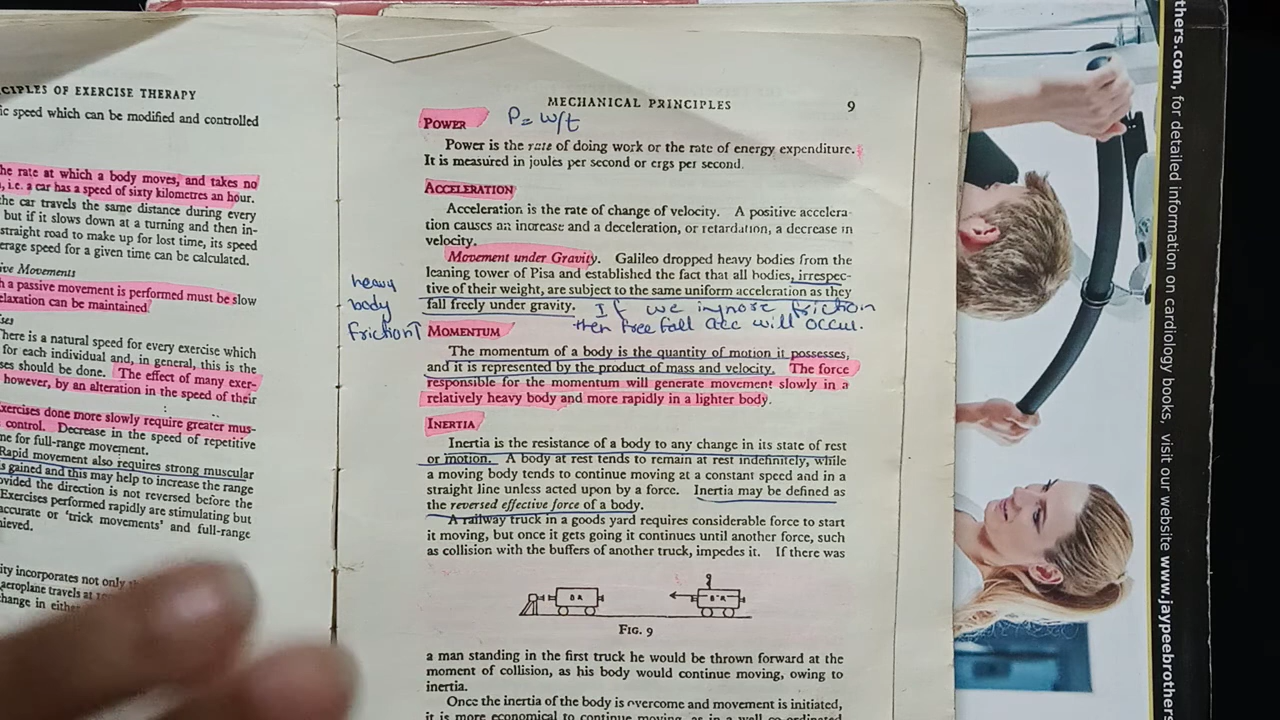 CIPLES OF EXERCISE THERAPY
ic speed which can be modified and controlled
he rate at which a body moves, and takes no
i.e. a car has a speed of sixty kilometres an hour.
the car travels the same distance during every
but if it slows down at a turning and then in-
straight road to make up for lost time, its speed
erage speed for a given time can be calculated.
ive Movements
h a passive movement is performed must be slow
elaxation can be maintained
ses
There is a natural speed for every exercise which
for each individual and, in general, this is the
ses should be done. The effect of many exer-
however, by an alteration in the speed of their
Exercises done more slowly require greater mus-
control. Decrease in the speed of repetitive
me for full-range movement.
Rapid movement also requires strong muscular
is gained and this may help to increase the range
ovided the direction is not reversed before the
Exercises performed rapidly are stimulating but
accurate or 'trick movements' and full-range
hieved.
ity incorporates not only
aeroplane travels at
change in either
MECHANICAL PRINCIPLES 9
POWER P = W/t
Power is the rate of doing work or the rate of energy expenditure.
It is measured in joules per second or ergs per second.
ACCELERATION
Acceleration is the rate of change of velocity. A positive accelera-
tion causes an increase and a deceleration, or retardation, a decrease in
velocity.
Movement under Gravity. Galileo dropped heavy bodies from the
leaning tower of Pisa and established the fact that all bodies, irrespec-
tive of their weight, are subject to the same uniform acceleration as they
fall freely under gravity. If we ignore friction
then free fall acc will occur.
heavy
body
friction↑
MOMENTUM
The momentum of a body is the quantity of motion it possesses,
and it is represented by the product of mass and velocity. The force
responsible for the momentum will generate movement slowly in a
relatively heavy body and more rapidly in a lighter body.
INERTIA
Inertia is the resistance of a body to any change in its state of rest
or motion. A body at rest tends to remain at rest indefinitely, while
a moving body tends to continue moving at a constant speed and in a
straight line unless acted upon by a force. Inertia may be defined as
the reversed effective force of a body.
A railway truck in a goods yard requires considerable force to start
it moving, but once it gets going it continues until another force, such
as collision with the buffers of another truck, impedes it. If there was
FIG. 9
a man standing in the first truck he would be thrown forward at the
moment of collision, as his body would continue moving, owing to
inertia.
Once the inertia of the body is overcome and movement is initiated,
it is more economical to continue moving, as in a well co-ordinated
thers.com, for detailed information on cardiology books, visit our website www.jaypeebrothers